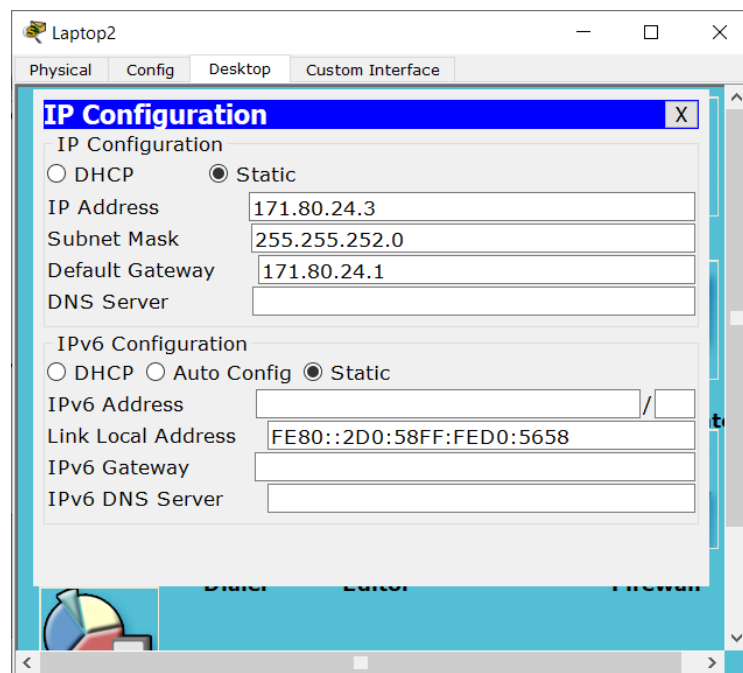 Laptop2
Physical Config Desktop Custom Interface
IP Configuration X
IP Configuration
DHCP Static
IP Address 171.80.24.3
Subnet Mask 255.255.252.0
Default Gateway 171.80.24.1
DNS Server
IPv6 Configuration
DHCP Auto Config Static
IPv6 Address /
Link Local Address FE80::2D0:58FF:FED0:5658
IPv6 Gateway
IPv6 DNS Server